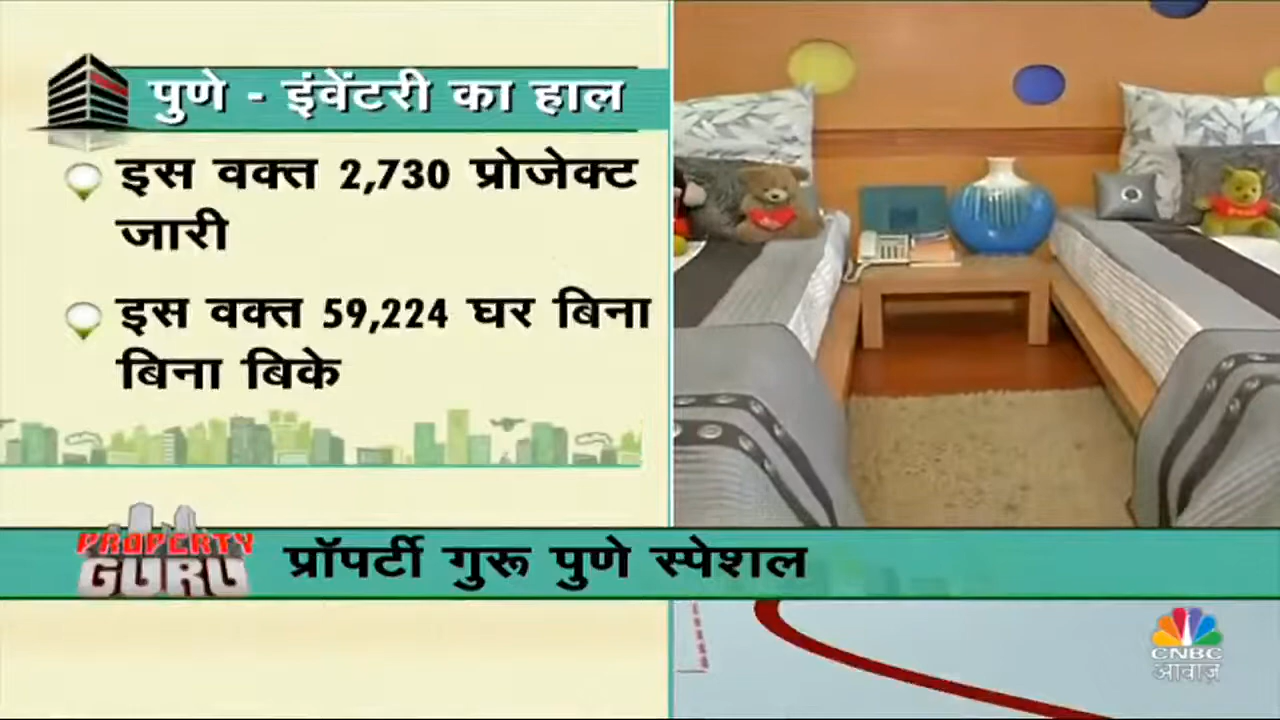 पुणे - इंवेंटरी का हाल
इस वक्त 2,730 प्रोजेक्ट
जारी
इस वक्त 59,224 घर बिना
बिना बिके
PROPERTY
GURU
प्रॉपर्टी गुरू पुणे स्पेशल
CNBC
आवाज़